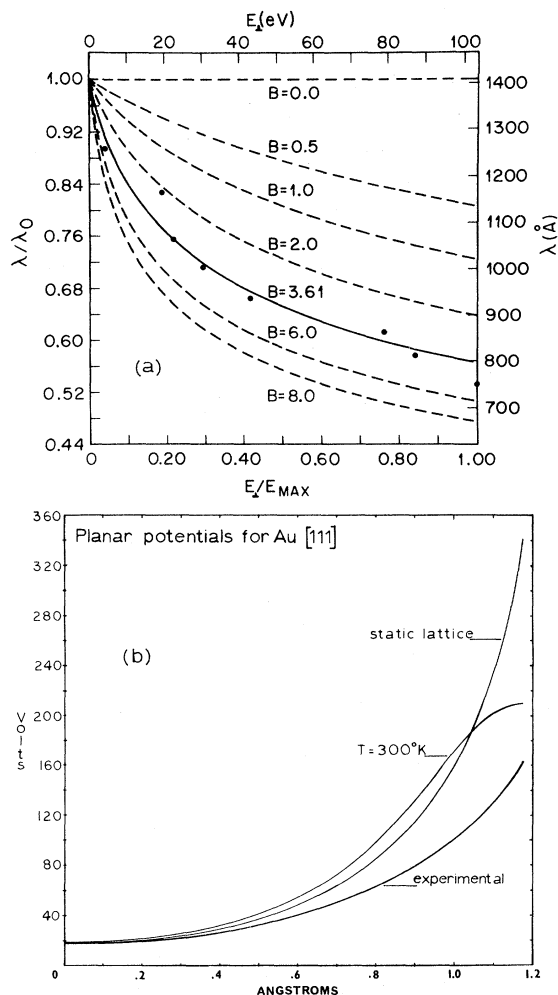 E⊥(eV)
0 20 40 60 80 100
1.00
0.92
0.84
0.76
0.68
0.60
0.52
0.44
λ/λ₀
1400
1300
1200
1100
1000
900
800
700
λ(Å)
B=0.0
B=0.5
B=1.0
B=2.0
B=3.61
B=6.0
B=8.0
(a)
0 0.20 0.40 0.60 0.80 1.00
E⊥/EMAX
Planar potentials for Au [111]
(b)
360
320
280
240
200
160
120
80
40
Volts
static lattice
T=300°K
experimental
0 .2 .4 .6 .8 1.0 1.2
ANGSTROMS